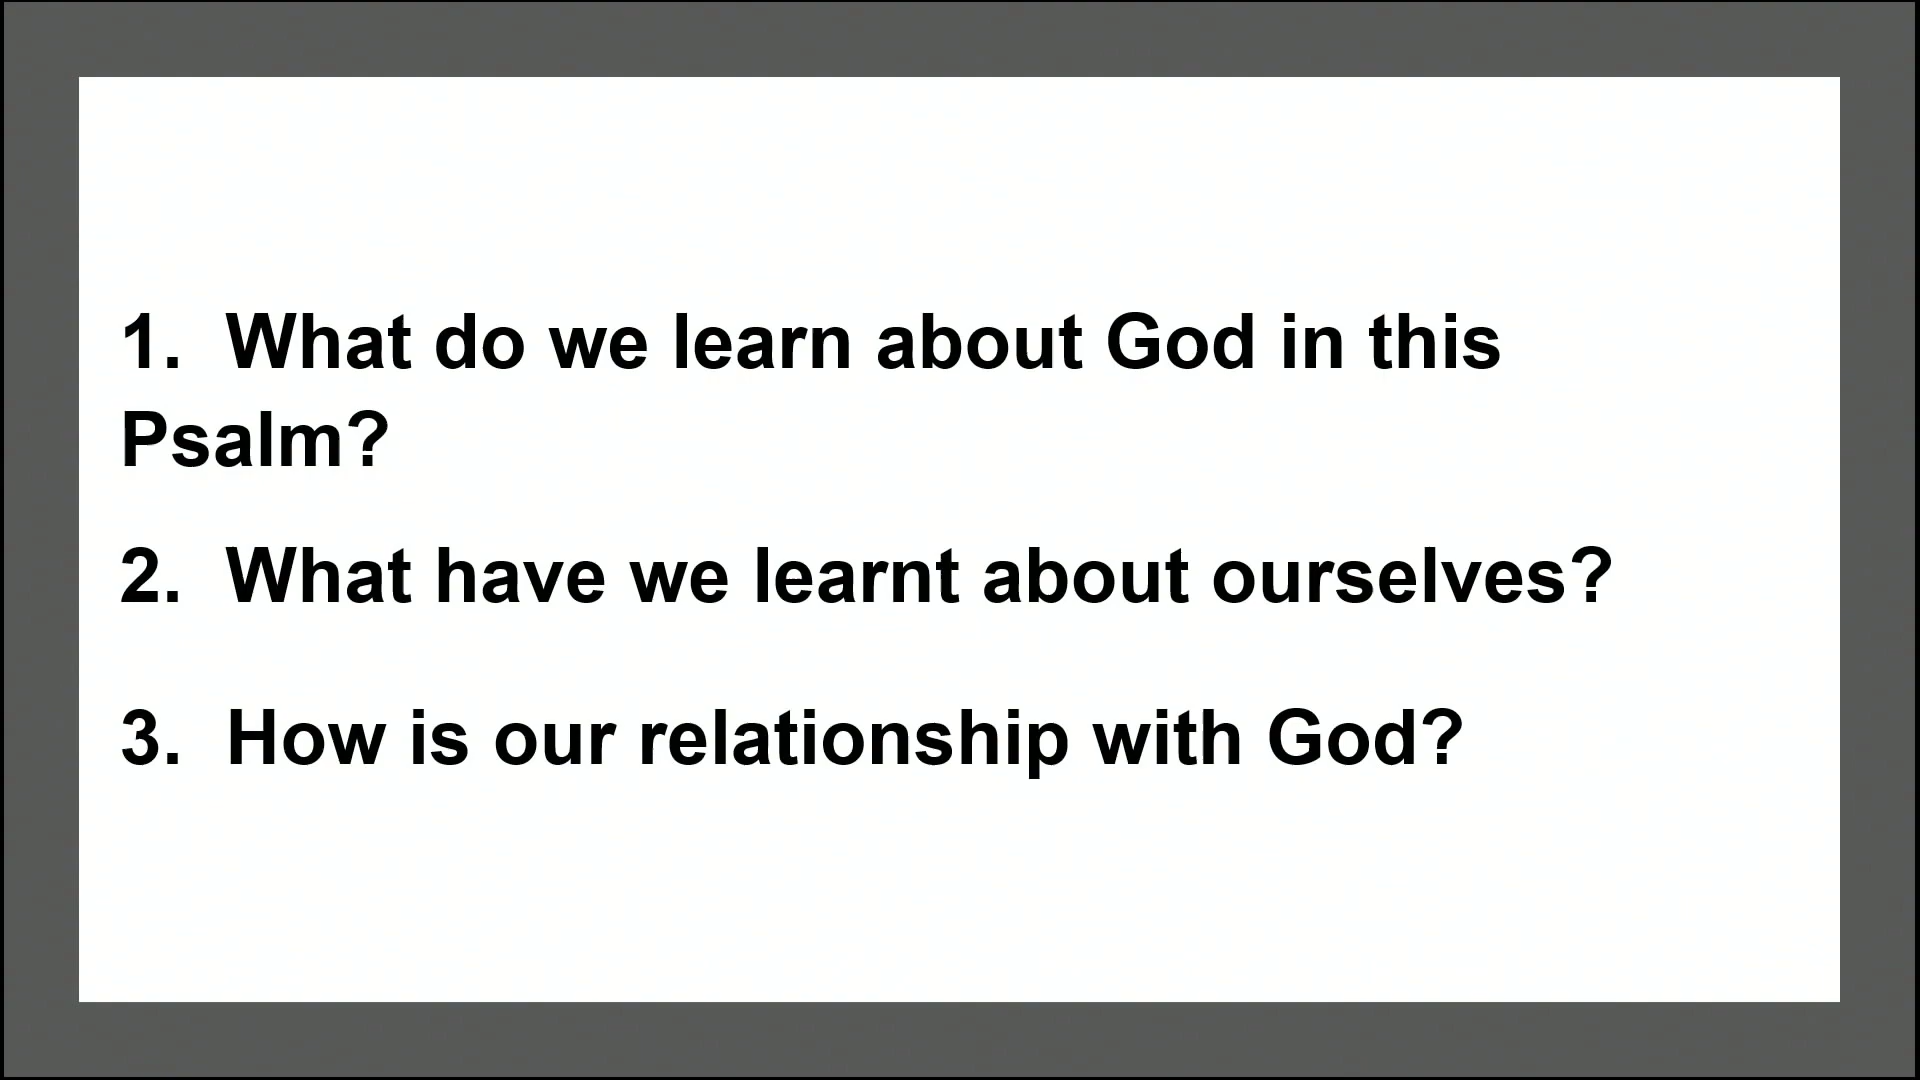 1.  What do we learn about God in this
Psalm?
2.  What have we learnt about ourselves?
3.  How is our relationship with God?